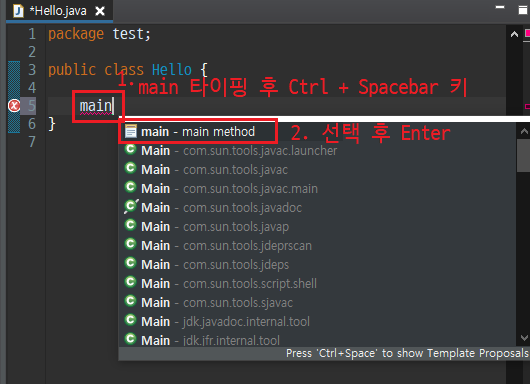 *Hello.java
1 package test;
2
3 public class Hello {
4 1.main 타이핑 후 Ctrl + Spacebar 키
5 main
6 }
7
main - main method 2. 선택 후 Enter
Main - com.sun.tools.javac.launcher
Main - com.sun.tools.javac
Main - com.sun.tools.javac.main
Main - com.sun.tools.javadoc
Main - com.sun.tools.javap
Main - com.sun.tools.jdeprscan
Main - com.sun.tools.jdeps
Main - com.sun.tools.script.shell
Main - com.sun.tools.sjavac
Main - jdk.javadoc.internal.tool
Main - jdk.jfr.internal.tool
Press 'Ctrl+Space' to show Template Proposals